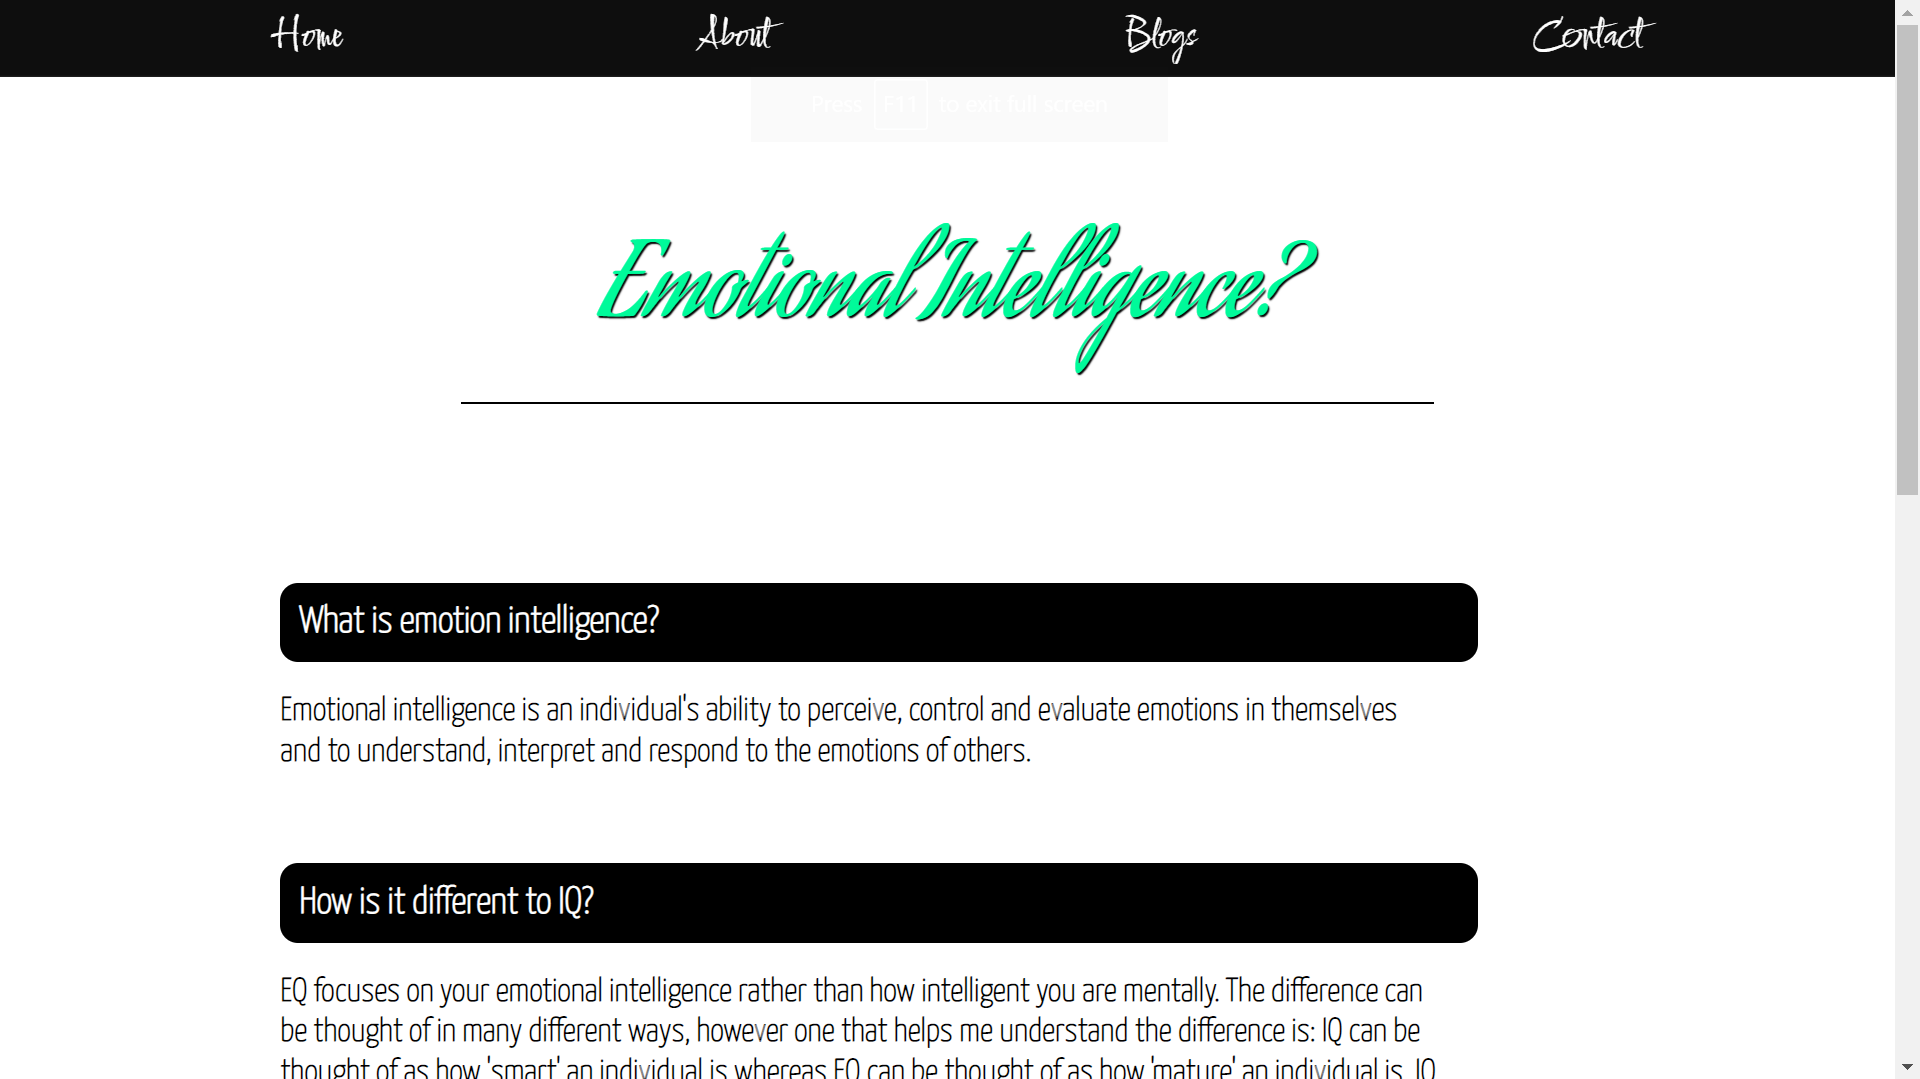 Home About Blogs Contact
Press F11 to exit full screen
Emotional Intelligence?
What is emotion intelligence?
Emotional intelligence is an individual's ability to perceive, control and evaluate emotions in themselves
and to understand, interpret and respond to the emotions of others.
How is it different to IQ?
EQ focuses on your emotional intelligence rather than how intelligent you are mentally. The difference can
be thought of in many different ways, however one that helps me understand the difference is: IQ can be
thought of as how 'smart' an individual is whereas EQ can be thought of as how 'mature' an individual is. IQ